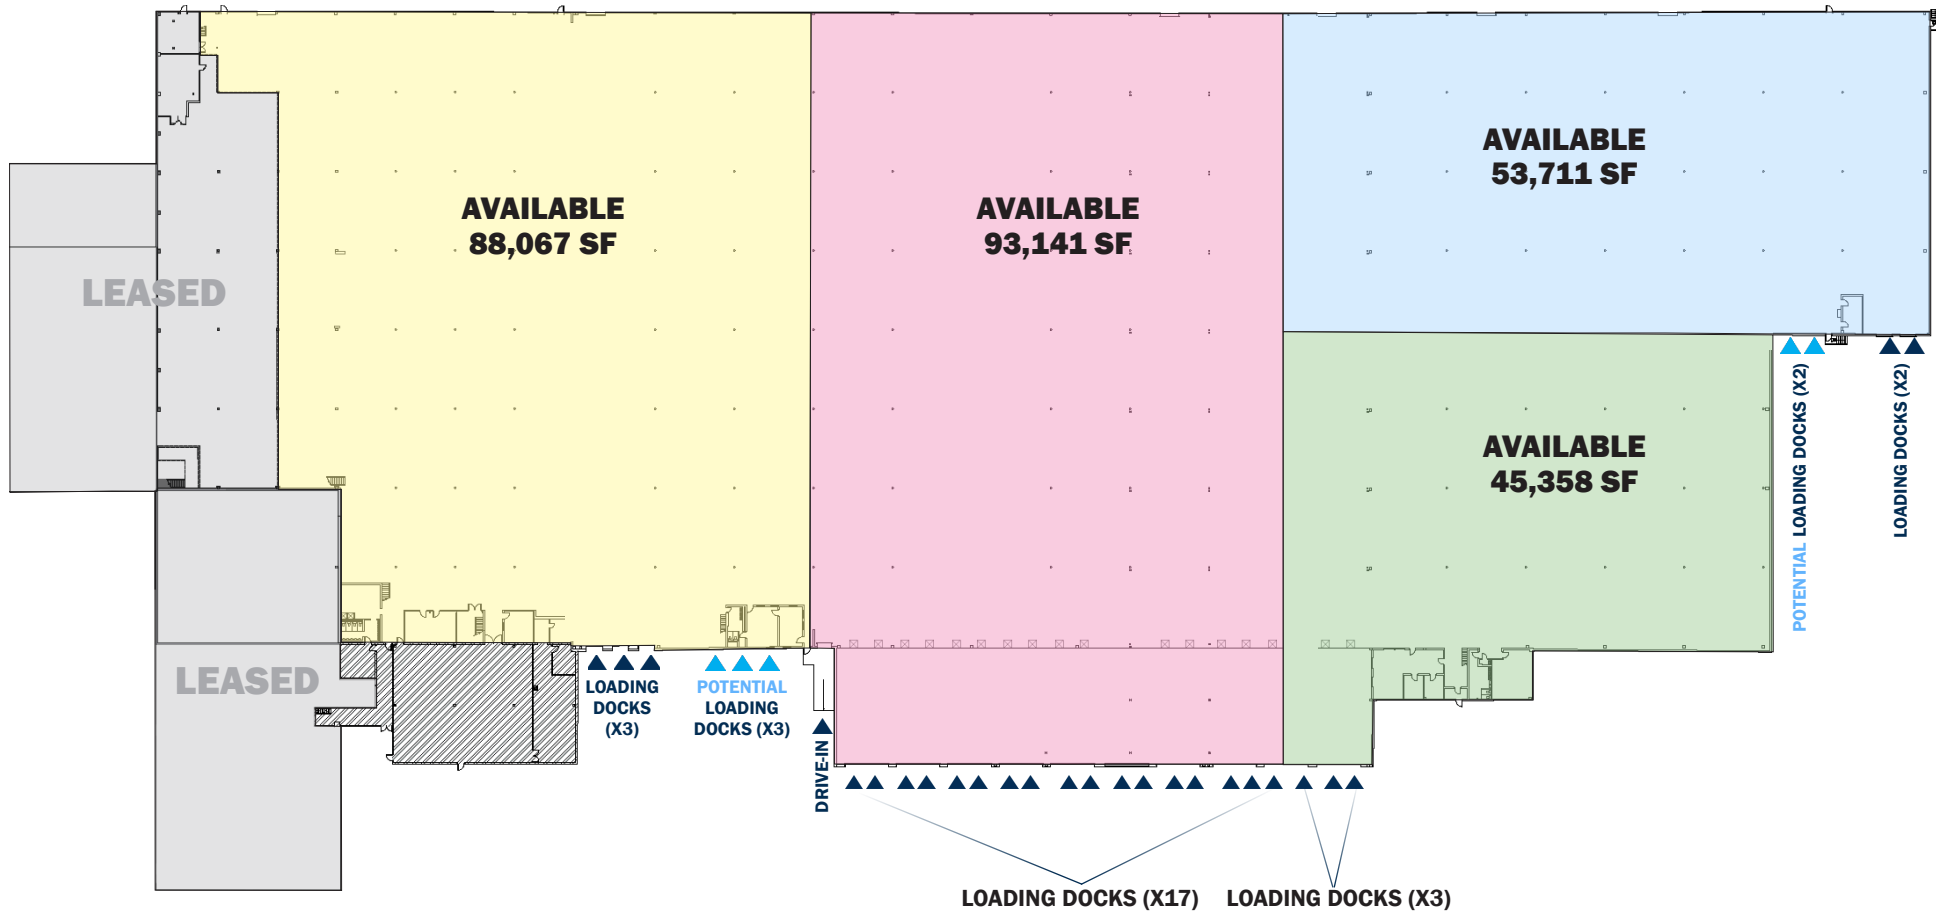 AVAILABLE
53,711 SF
AVAILABLE
88,067 SF
AVAILABLE
93,141 SF
LEASED
AVAILABLE
45,358 SF
POTENTIAL LOADING DOCKS (X2)
LOADING DOCKS (X2)
LEASED
LOADING
DOCKS
(X3)
POTENTIAL
LOADING
DOCKS (X3)
DRIVE-IN
LOADING DOCKS (X17)
LOADING DOCKS (X3)